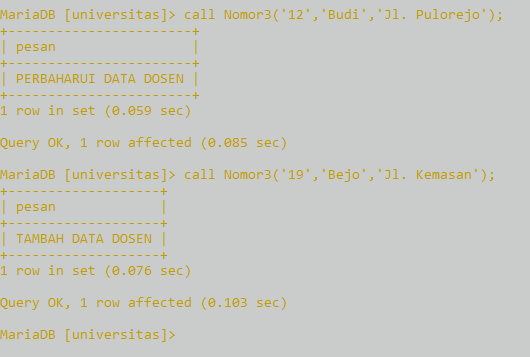 MariaDB [universitas]> call Nomor3('12','Budi','Jl. Pulorejo');
+-----------------------+
| pesan                 |
+-----------------------+
| PERBAHARUI DATA DOSEN |
+-----------------------+
1 row in set (0.059 sec)
Query OK, 1 row affected (0.085 sec)
MariaDB [universitas]> call Nomor3('19','Bejo','Jl. Kemasan');
+-------------------+
| pesan             |
+-------------------+
| TAMBAH DATA DOSEN |
+-------------------+
1 row in set (0.076 sec)
Query OK, 1 row affected (0.103 sec)
MariaDB [universitas]>